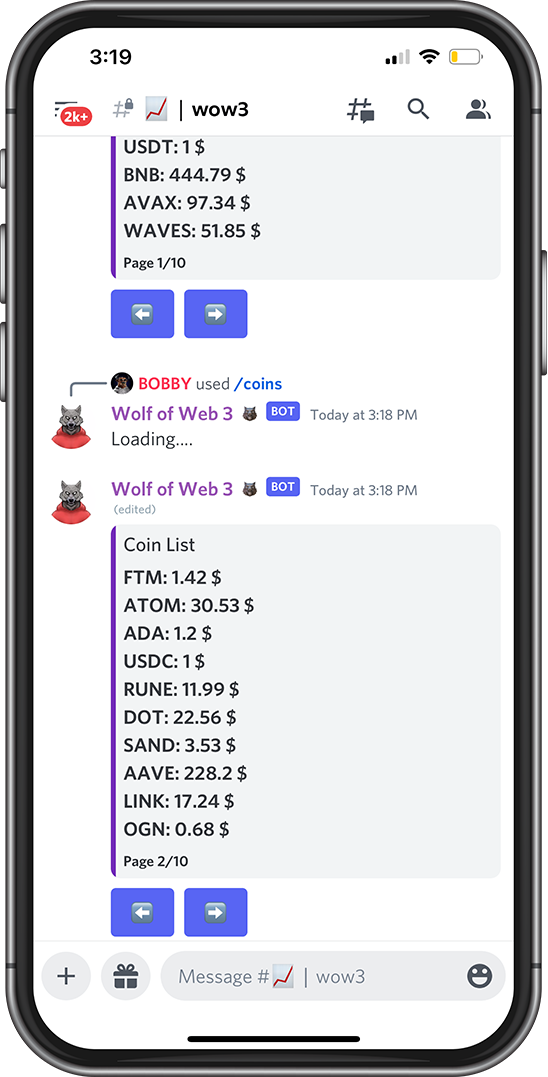 3:19
2k+
# 📈 | wow3
USDT: 1 $
BNB: 444.79 $
AVAX: 97.34 $
WAVES: 51.85 $
Page 1/10
BOBBY used /coins
Wolf of Web 3 BOT Today at 3:18 PM
Loading....
Wolf of Web 3 BOT Today at 3:18 PM
(edited)
Coin List
FTM: 1.42 $
ATOM: 30.53 $
ADA: 1.2 $
USDC: 1 $
RUNE: 11.99 $
DOT: 22.56 $
SAND: 3.53 $
AAVE: 228.2 $
LINK: 17.24 $
OGN: 0.68 $
Page 2/10
Message #📈 | wow3